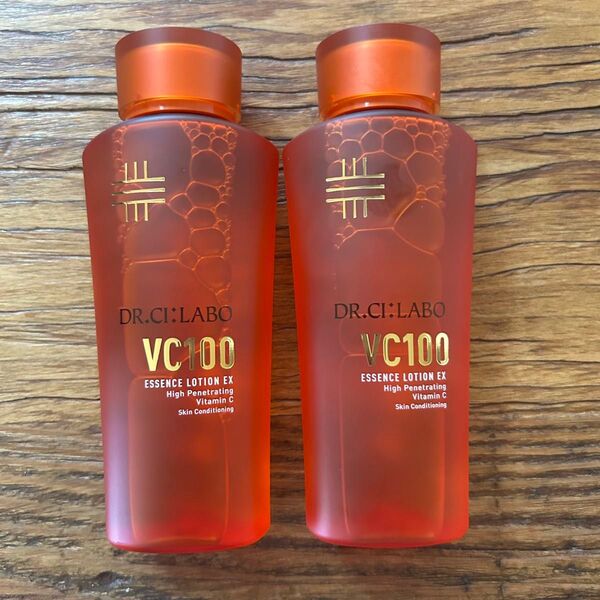 DR.CI:LABO
VC100
ESSENCE LOTION EX
High Penetrating
Vitamin C
Skin Conditioning
DR.CI:LABO
VC100
ESSENCE LOTION EX
High Penetrating
Vitamin C
Skin Conditioning